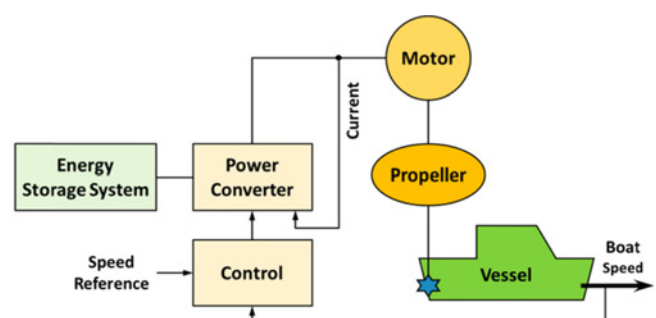 Motor
Current
Energy
Storage System
Power
Converter
Propeller
Speed
Reference
Control
Boat
Speed
Vessel